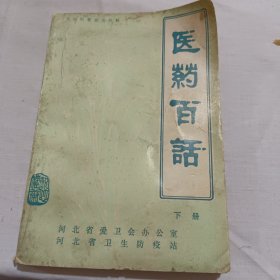 医药百話
下册
河北省爱卫会办公室
河北省卫生防疫站